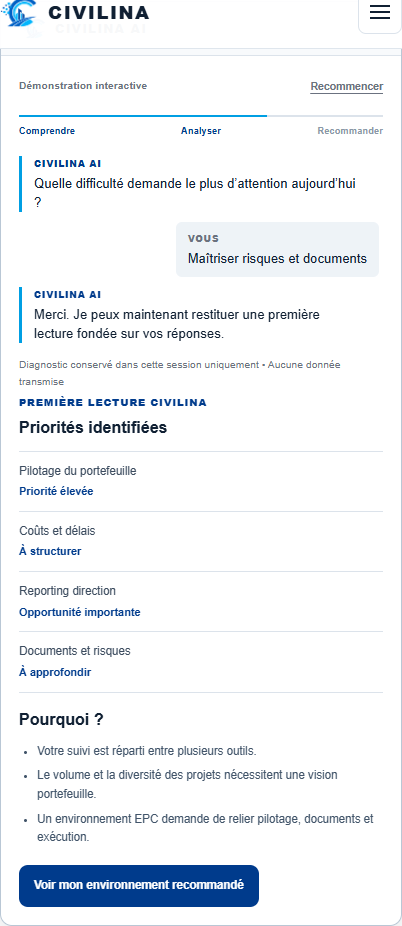 CIVILINA
CIVILINA AI
Démonstration interactive
Recommencer
Comprendre
Analyser
Recommander
CIVILINA AI
Quelle difficulté demande le plus d'attention aujourd'hui
?
VOUS
Maîtriser risques et documents
CIVILINA AI
Merci. Je peux maintenant restituer une première
lecture fondée sur vos réponses.
Diagnostic conservé dans cette session uniquement • Aucune donnée
transmise
PREMIÈRE LECTURE CIVILINA
Priorités identifiées
Pilotage du portefeuille
Priorité élevée
Coûts et délais
À structurer
Reporting direction
Opportunité importante
Documents et risques
À approfondir
Pourquoi ?
• Votre suivi est réparti entre plusieurs outils.
• Le volume et la diversité des projets nécessitent une vision
portefeuille.
• Un environnement EPC demande de relier pilotage, documents et
exécution.
Voir mon environnement recommandé